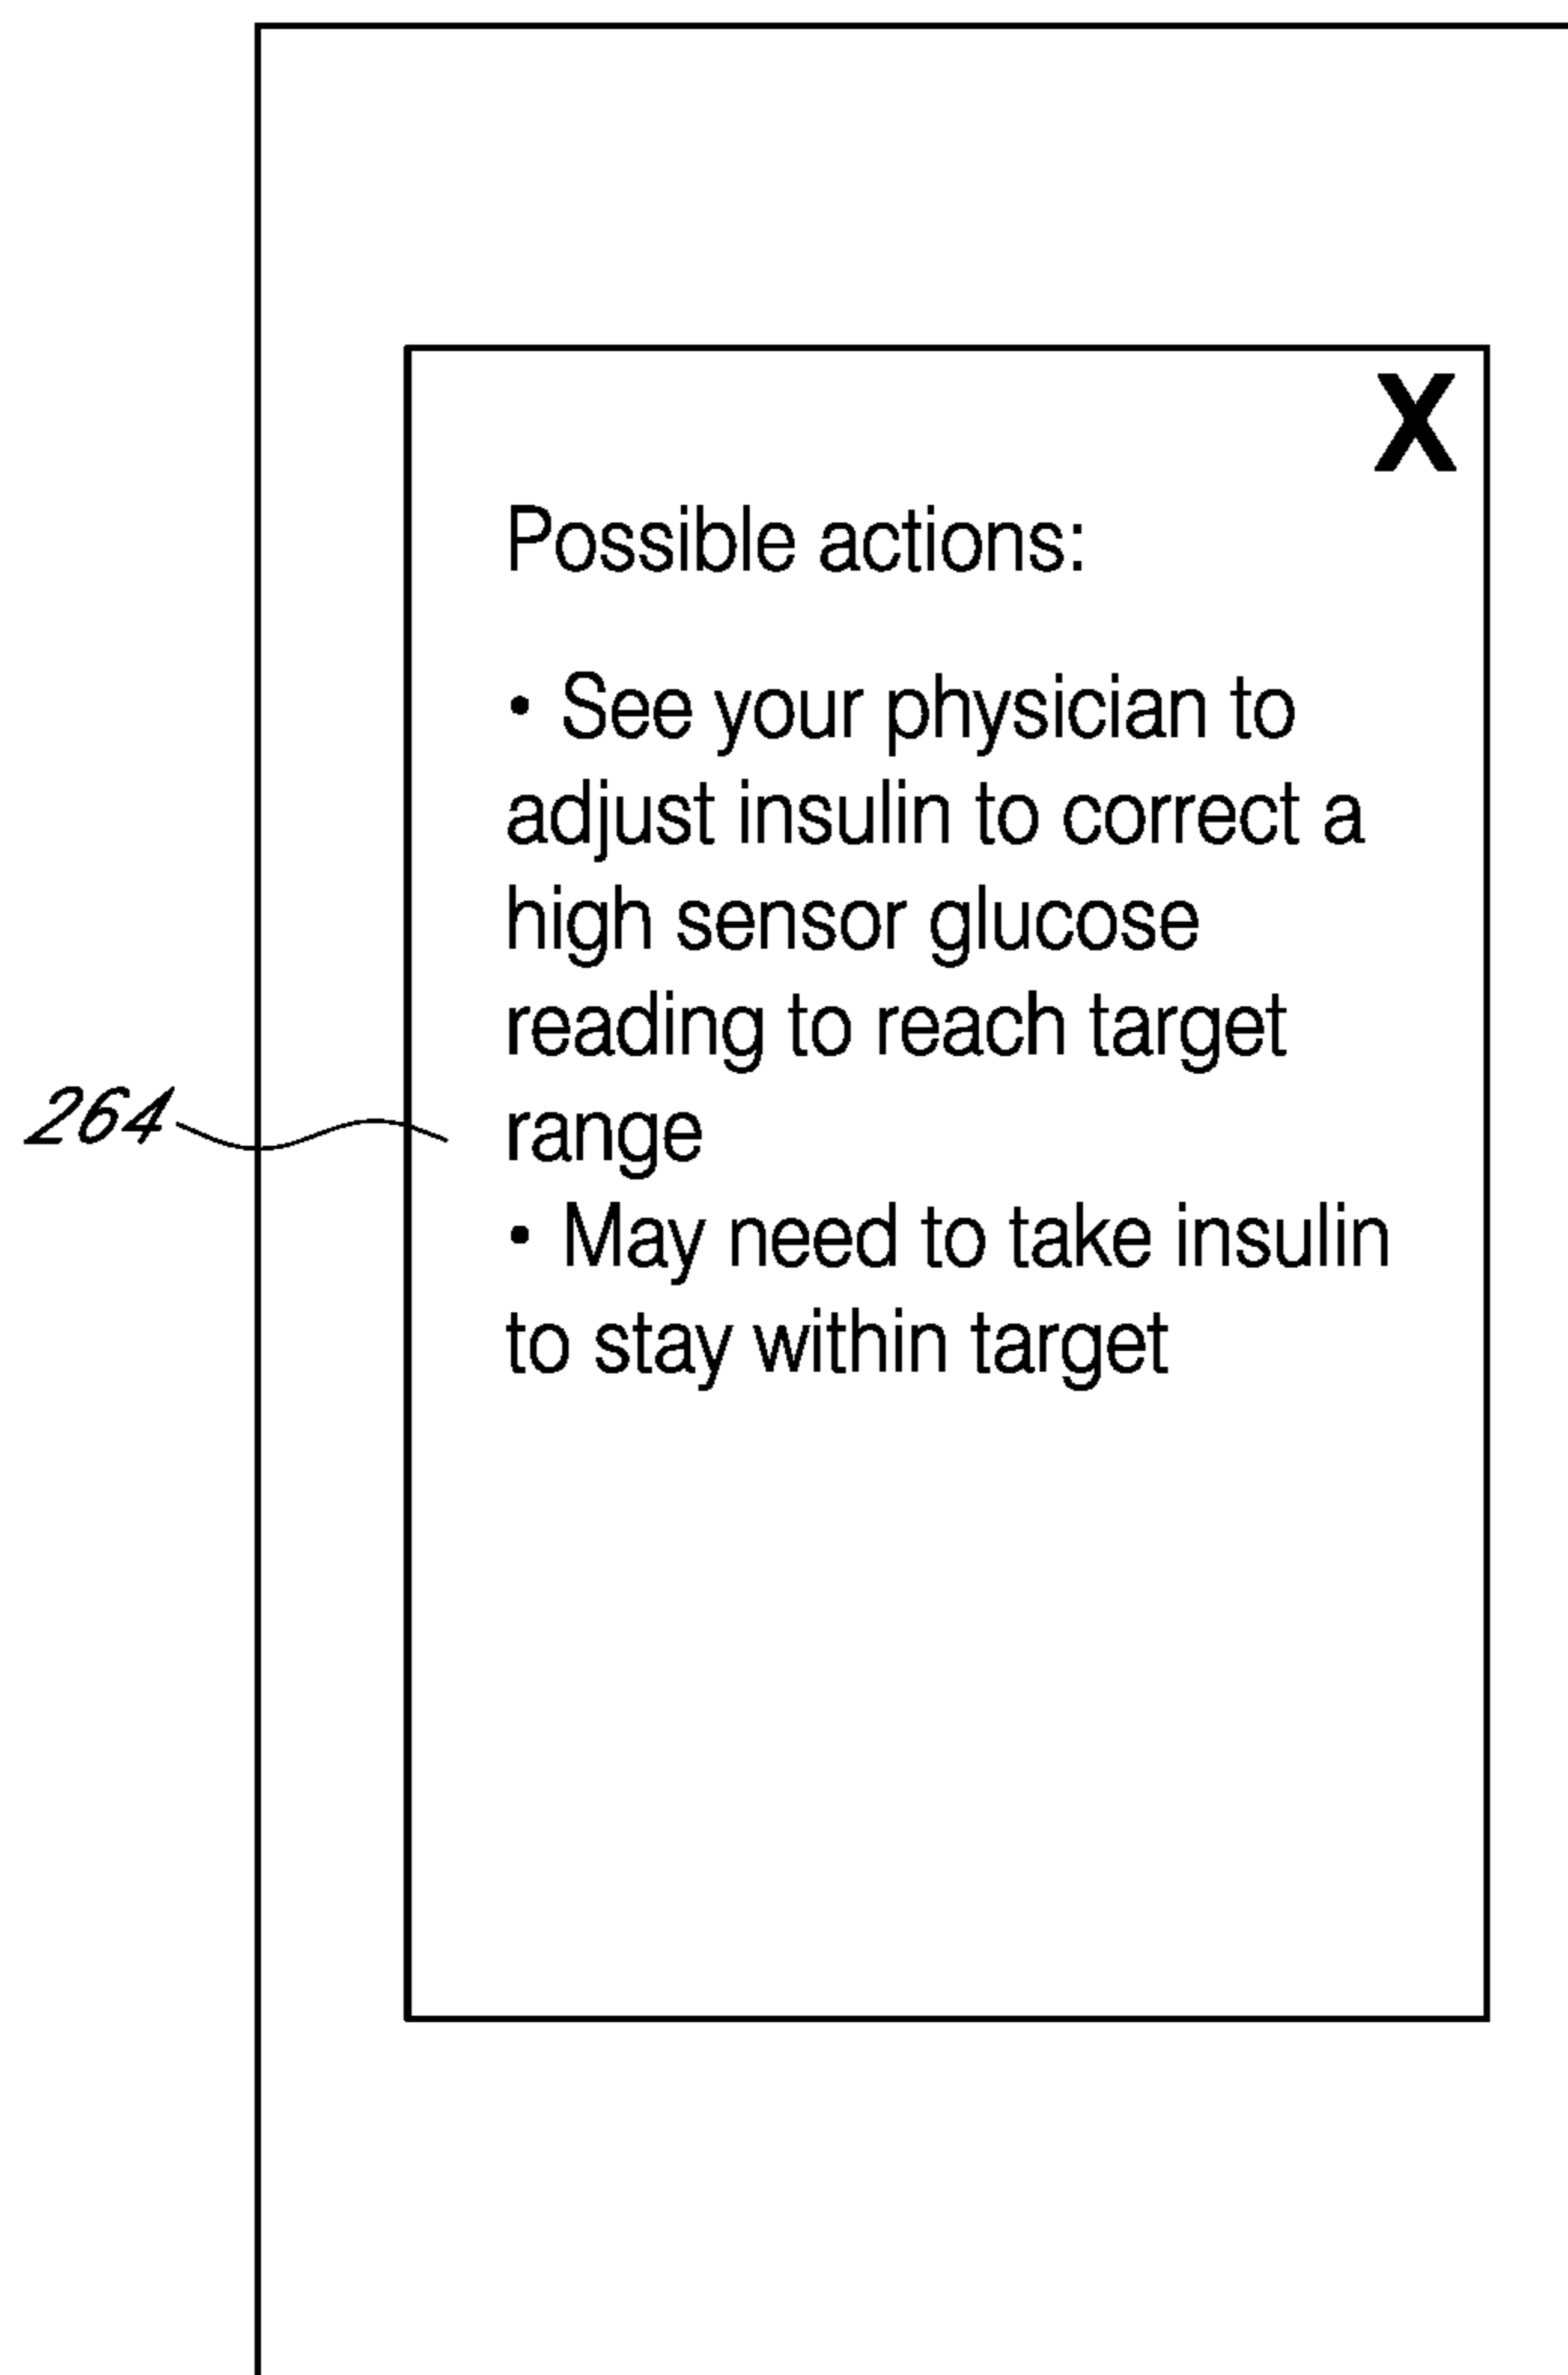 X
Possible actions:
• See your physician to
adjust insulin to correct a
high sensor glucose
reading to reach target
range
264
• May need to take insulin
to stay within target